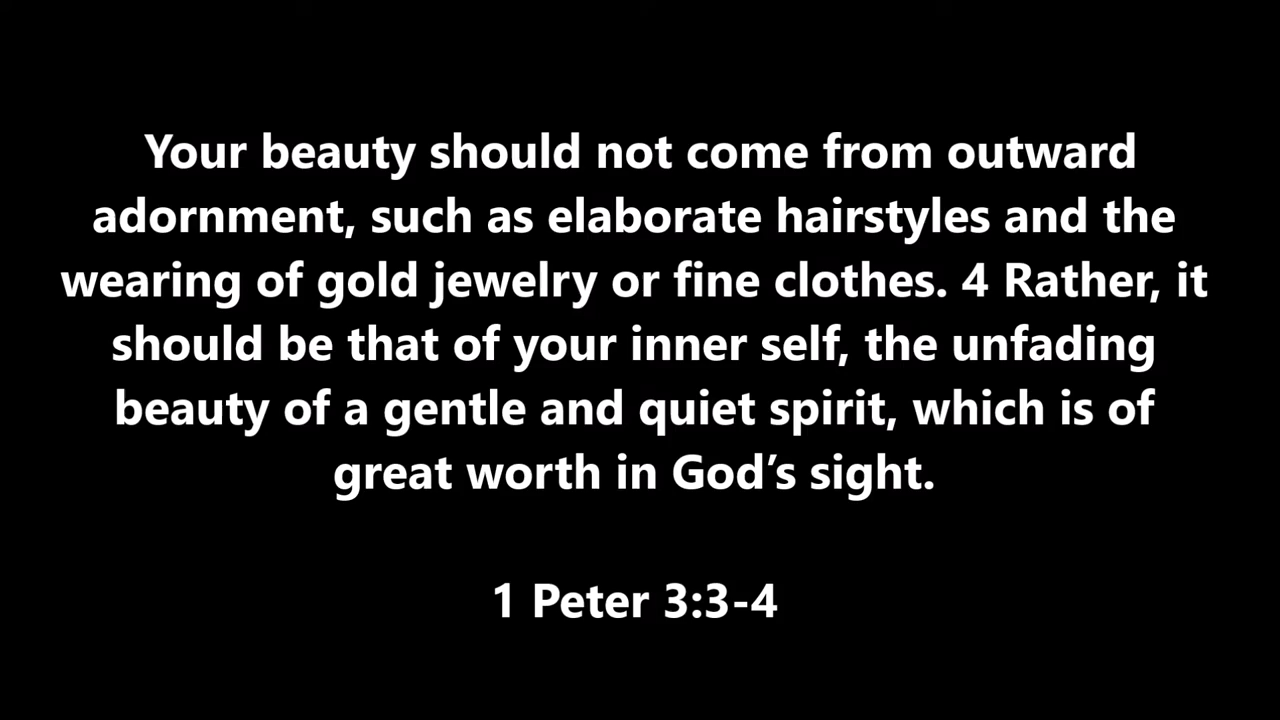 Your beauty should not come from outward
adornment, such as elaborate hairstyles and the
wearing of gold jewelry or fine clothes. 4 Rather, it
should be that of your inner self, the unfading
beauty of a gentle and quiet spirit, which is of
great worth in God’s sight.
1 Peter 3:3-4